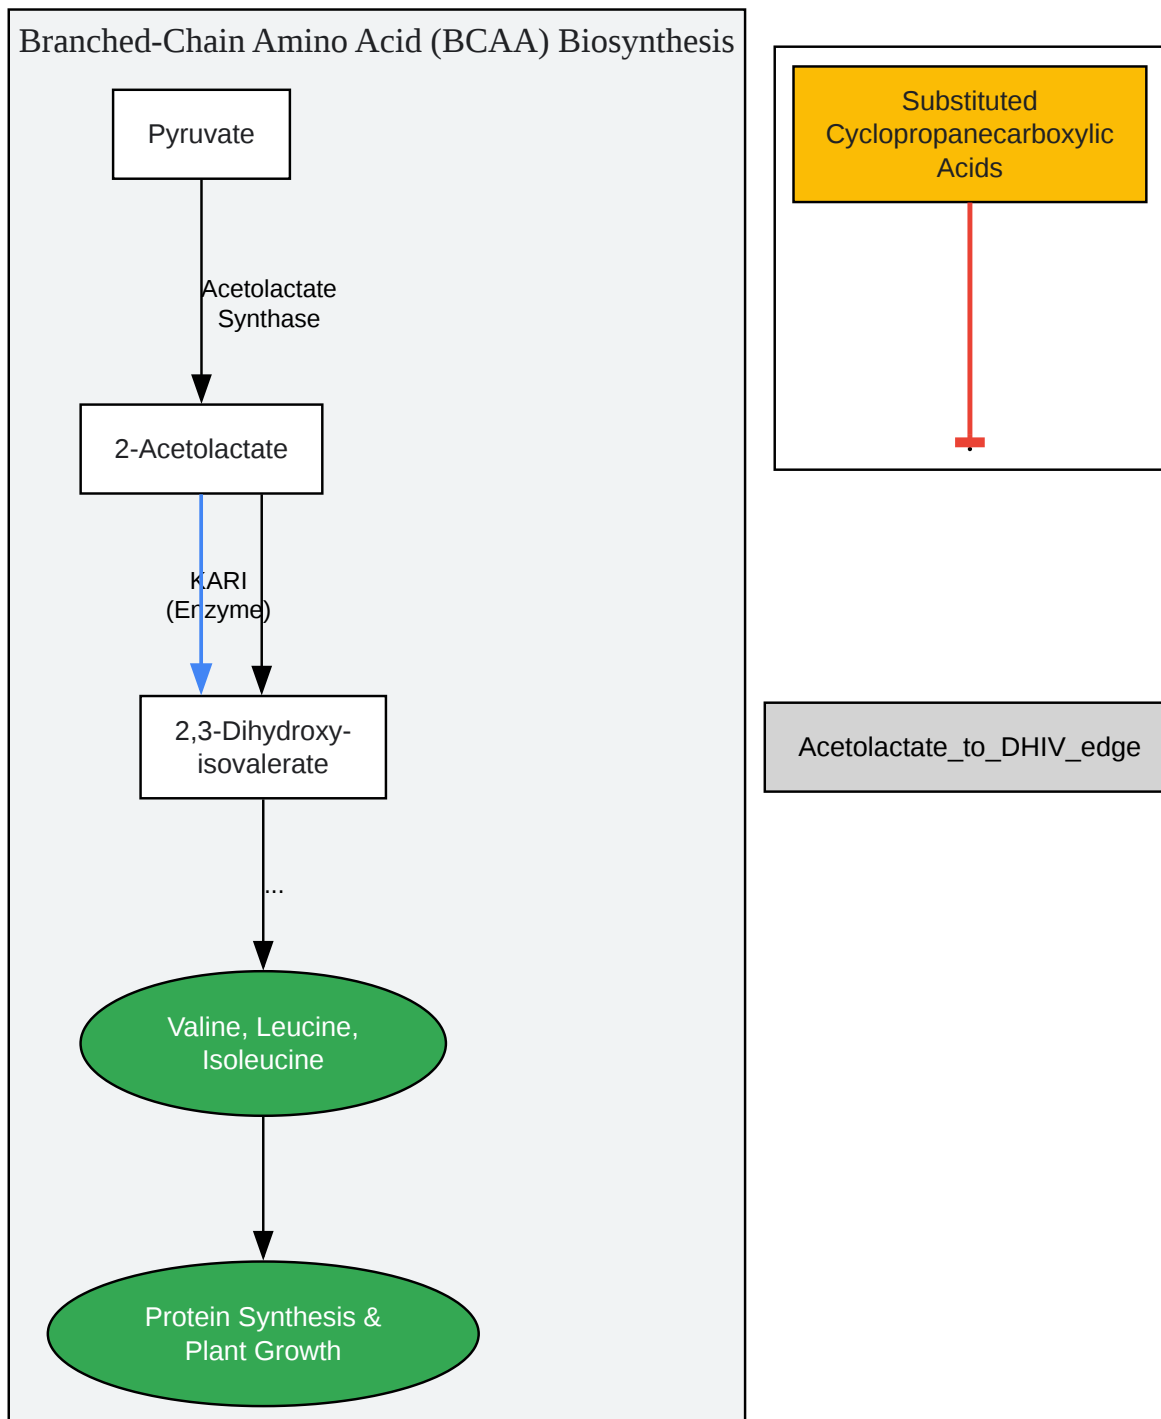 Branched-Chain Amino Acid (BCAA) Biosynthesis
Pyruvate
Acetolactate
Synthase
2-Acetolactate
KARI
(Enzyme)
2,3-Dihydroxy-
isovalerate
...
Valine, Leucine,
Isoleucine
Protein Synthesis &
Plant Growth
Substituted
Cyclopropanecarboxylic
Acids
Acetolactate_to_DHIV_edge